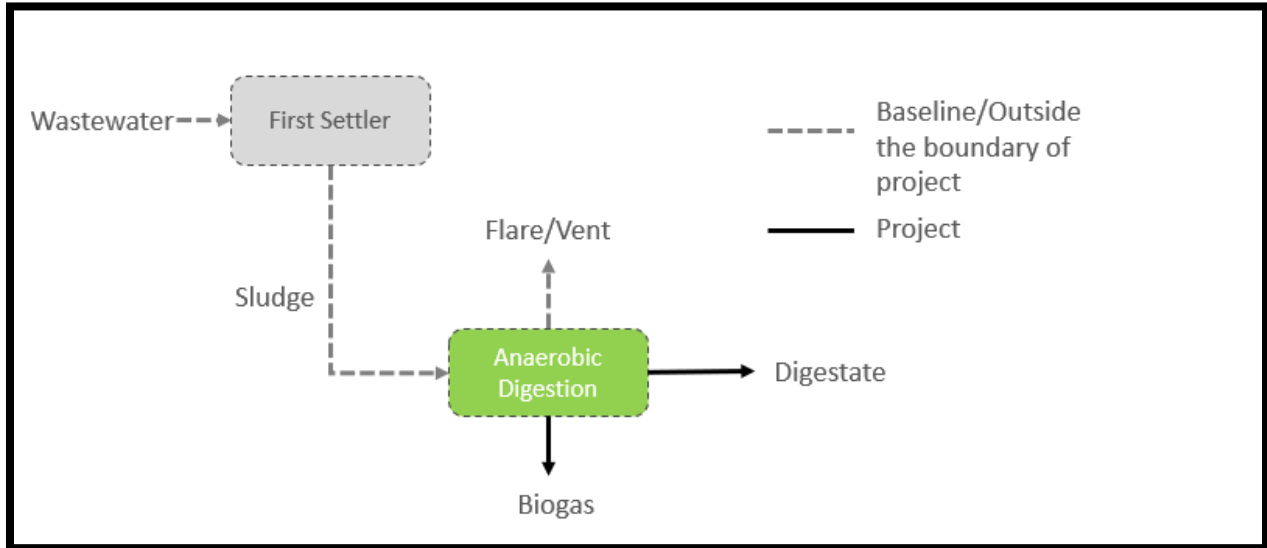 Wastewater
First Settler
Baseline/Outside
the boundary of
project
Project
Flare/Vent
Sludge
Anaerobic
Digestion
Digestate
Biogas